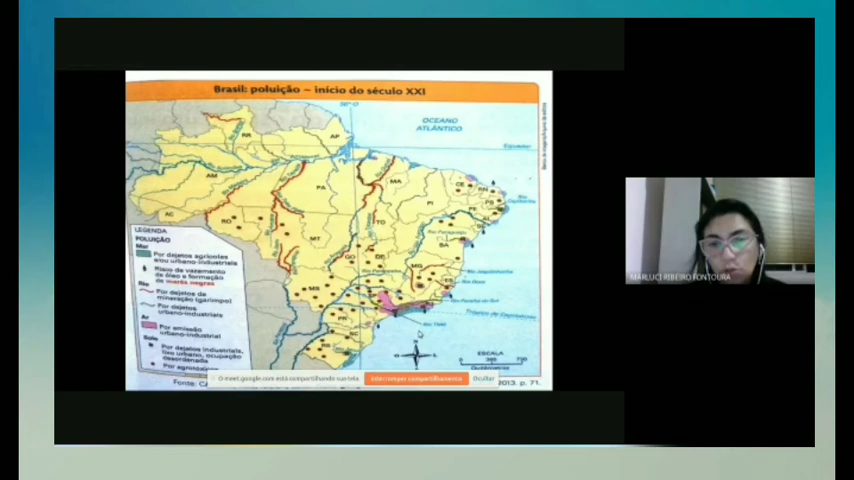 Brasil: poluição - início do século XXI
50° O
OCEANO
ATLÂNTICO
Equador
RR
AP
AM
PA
MA
CE
RN
PB
PE
PI
AC
RO
TO
BA
MT
GO
DF
MG
ES
MS
PR
SC
RS
Rio Capibaribe
Rio Paraguaçu
Rio Jequitinhonha
Rio Doce
Rio Paraíba do Sul
Rio Tietê
Trópico de Capricórnio
LEGENDA
POLUIÇÃO
Mar
Por dejetos agrícolas
e/ou urbano-industriais
Risco de vazamento
de óleo e formação
de marés negras
Rio
Por dejetos de
mineração (garimpo)
Por dejetos
urbano-industriais
Ar
Por emissão
urbano-industrial
Solo
Por dejetos industriais,
lixo urbano, ocupação
desordenada
Por agrotóxicos
N
L
ESCALA
0
Quilômetros
Fonte:
2013. p. 71.
O meet.google.com está compartilhando sua tela.
Interromper compartilhamento
Ocultar
MARLUCI RIBEIRO FONTOURA